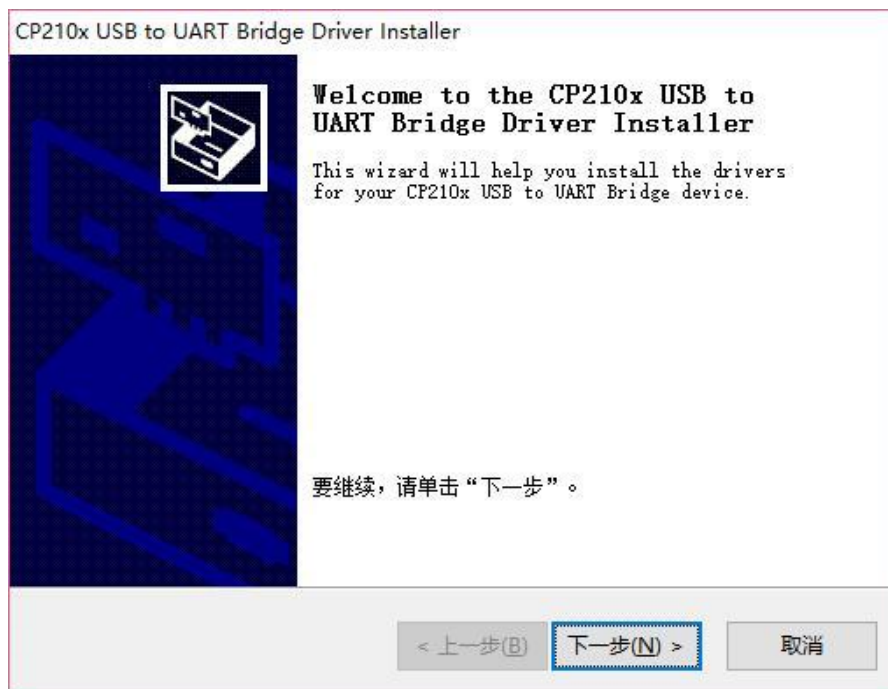 CP210x USB to UART Bridge Driver Installer
Welcome to the CP210x USB to
UART Bridge Driver Installer
This wizard will help you install the drivers
for your CP210x USB to UART Bridge device.
要继续，请单击“下一步”。
< 上一步(B)
下一步(N) >
取消